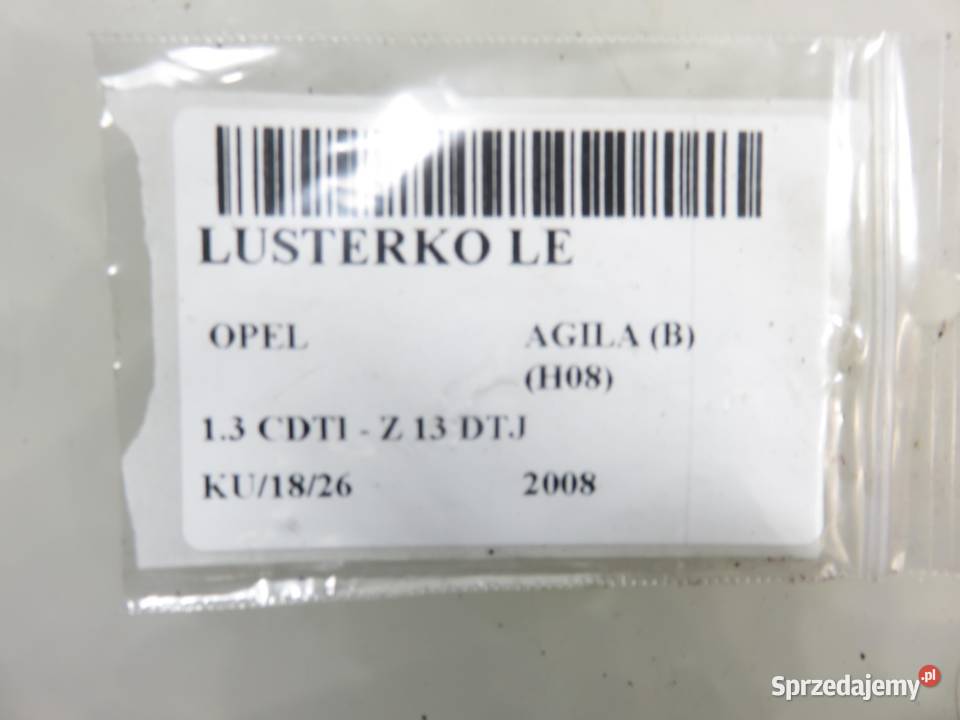 LUSTERKO LE
OPEL AGILA (B)
(H08)
1.3 CDTI - Z 13 DTJ
KU/18/26 2008
Sprzedajemy.pl